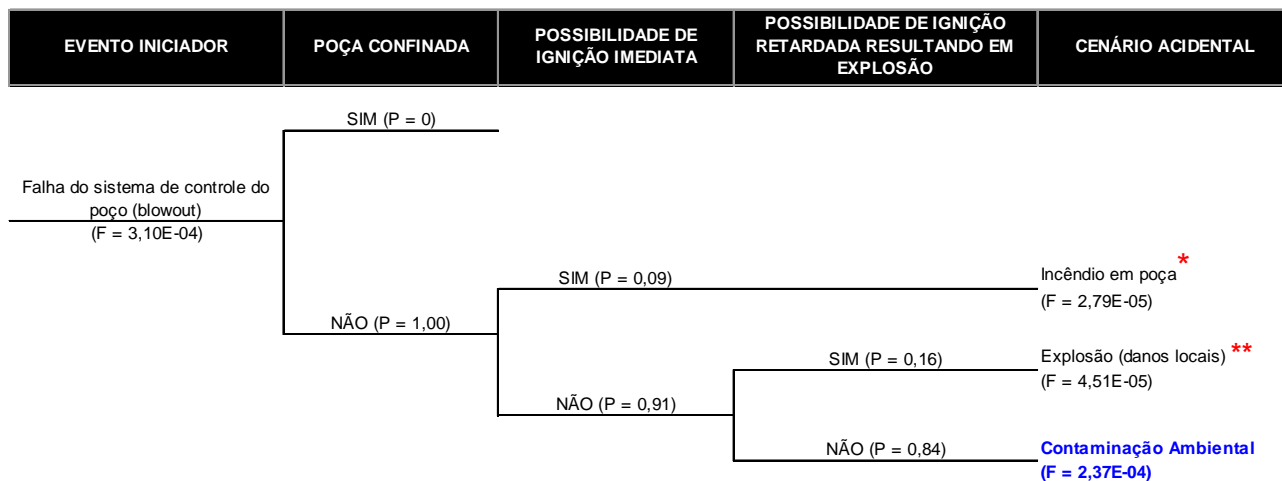 EVENTO INICIADOR
POÇA CONFINADA
POSSIBILIDADE DE
IGNIÇÃO IMEDIATA
POSSIBILIDADE DE IGNIÇÃO
RETARDADA RESULTANDO EM
EXPLOSÃO
CENÁRIO ACIDENTAL
SIM (P = 0)
Falha do sistema de controle do
poço (blowout)
(F = 3,10E-04)
SIM (P = 0,09)
Incêndio em poça *
(F = 2,79E-05)
NÃO (P = 1,00)
SIM (P = 0,16)
Explosão (danos locais) **
(F = 4,51E-05)
NÃO (P = 0,91)
NÃO (P = 0,84)
Contaminação Ambiental
(F = 2,37E-04)